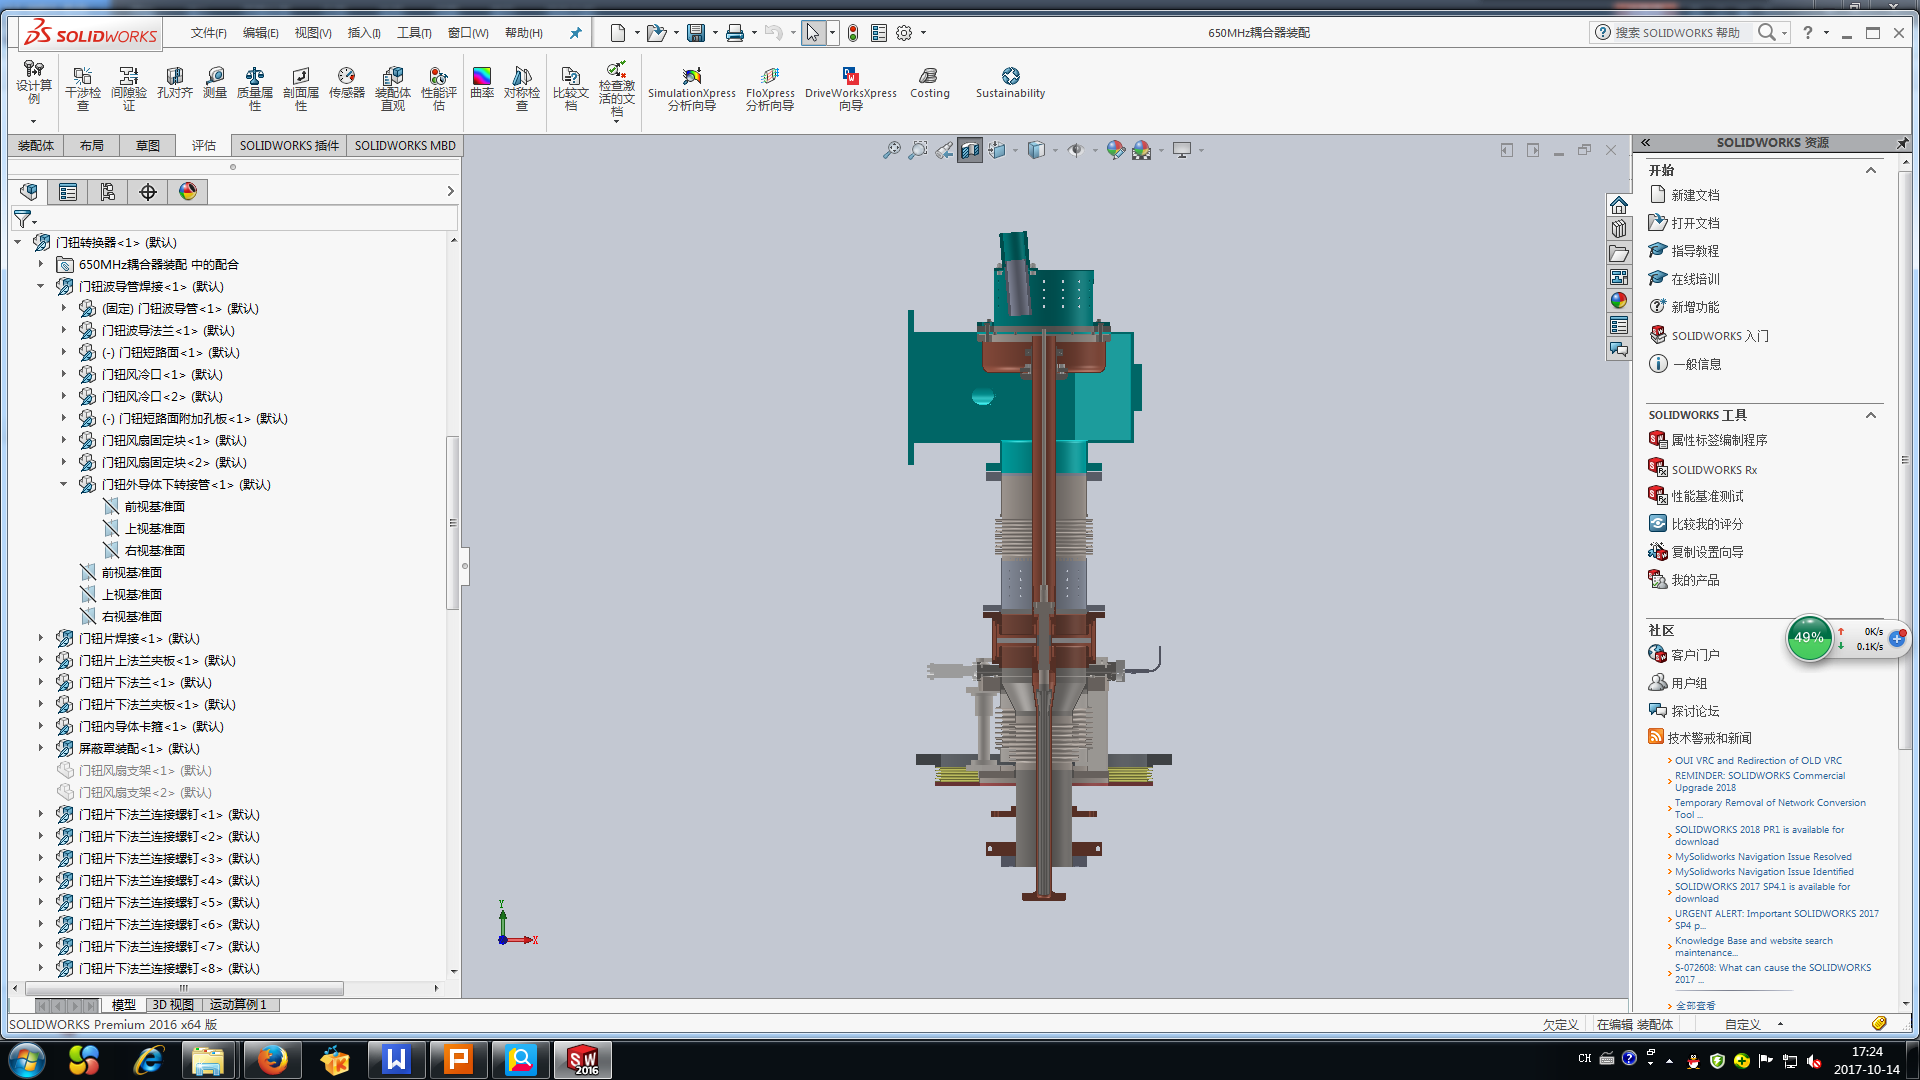 SOLIDWORKS
文件(F)
编辑(E)
视图(V)
插入(I)
工具(T)
窗口(W)
帮助(H)
650MHz耦合器装配
搜索 SOLIDWORKS 帮助
设计算例
干涉检查
间隙验证
孔对齐
测量
质量属性
剖面属性
传感器
装配体直观
性能评估
曲率
对称检查
比较文档
检查激活的文档
SimulationXpress 分析向导
FloXpress 分析向导
DriveWorksXpress 向导
Costing
Sustainability
装配体
布局
草图
评估
SOLIDWORKS 插件
SOLIDWORKS MBD
门钮转换器<1> (默认)
650MHz耦合器装配 中的配合
门钮波导管焊接<1> (默认)
(固定) 门钮波导管<1> (默认)
门钮波导法兰<1> (默认)
(-) 门钮短路面<1> (默认)
门钮风冷口<1> (默认)
门钮风冷口<2> (默认)
(-) 门钮短路面附加孔板<1> (默认)
门钮风扇固定块<1> (默认)
门钮风扇固定块<2> (默认)
门钮外导体下转接管<1> (默认)
前视基准面
上视基准面
右视基准面
前视基准面
上视基准面
右视基准面
门钮片焊接<1> (默认)
门钮片上法兰夹板<1> (默认)
门钮片下法兰<1> (默认)
门钮片下法兰夹板<1> (默认)
门钮内导体卡箍<1> (默认)
屏蔽罩装配<1> (默认)
门钮风扇支架<1> (默认)
门钮风扇支架<2> (默认)
门钮片下法兰连接螺钉<1> (默认)
门钮片下法兰连接螺钉<2> (默认)
门钮片下法兰连接螺钉<3> (默认)
门钮片下法兰连接螺钉<4> (默认)
门钮片下法兰连接螺钉<5> (默认)
门钮片下法兰连接螺钉<6> (默认)
门钮片下法兰连接螺钉<7> (默认)
门钮片下法兰连接螺钉<8> (默认)
Y
X
模型
3D 视图
运动算例1
SOLIDWORKS Premium 2016 x64 版
SOLIDWORKS 资源
开始
新建文档
打开文档
指导教程
在线培训
新增功能
SOLIDWORKS 入门
一般信息
SOLIDWORKS 工具
属性标签编制程序
SOLIDWORKS Rx
性能基准测试
比较我的评分
复制设置向导
我的产品
社区
客户门户
用户组
探讨论坛
技术警戒和新闻
OUI VRC and Redirection of OLD VRC
REMINDER: SOLIDWORKS Commercial
Upgrade 2018
Temporary Removal of Network Conversion
Tool ...
SOLIDWORKS 2018 PR1 is available for
download
MySolidworks Navigation Issue Resolved
MySolidworks Navigation Issue Identified
SOLIDWORKS 2017 SP4.1 is available for
download
URGENT ALERT: Important SOLIDWORKS 2017
SP4 p...
Knowledge Base and website search
maintenance...
S-072608: What can cause the SOLIDWORKS
2017 ...
全部查看
49%
0K/s
0.1K/s
欠定义
在编辑 装配体
自定义
W
P
SW
2016
CH
17:24
2017-10-14